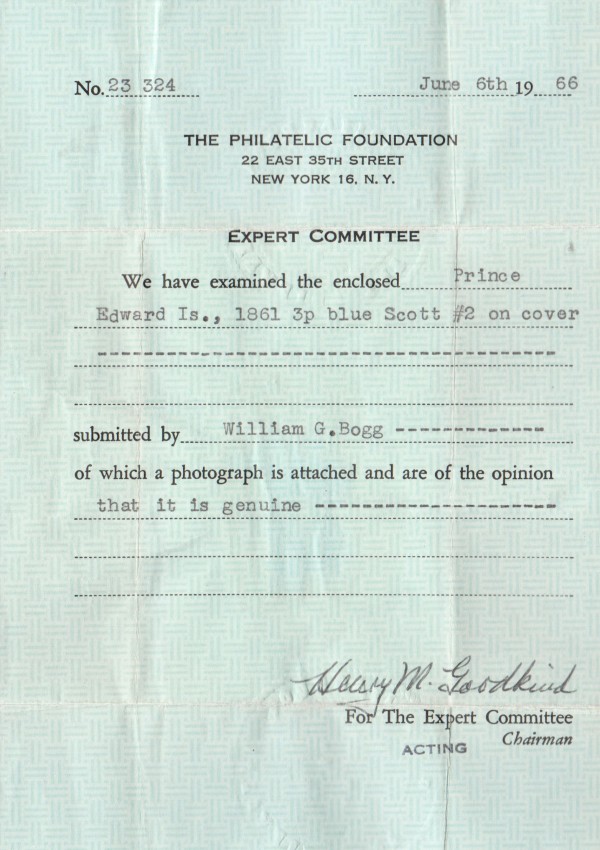 No. 23 324 June 6th 19 66
THE PHILATELIC FOUNDATION
22 EAST 35TH STREET
NEW YORK 16, N. Y.
EXPERT COMMITTEE
We have examined the enclosed Prince
Edward Is., 1861 3p blue Scott #2 on cover
submitted by William G.Bogg
of which a photograph is attached and are of the opinion
that it is genuine
Henry M. Goodkind
For The Expert Committee
ACTING Chairman